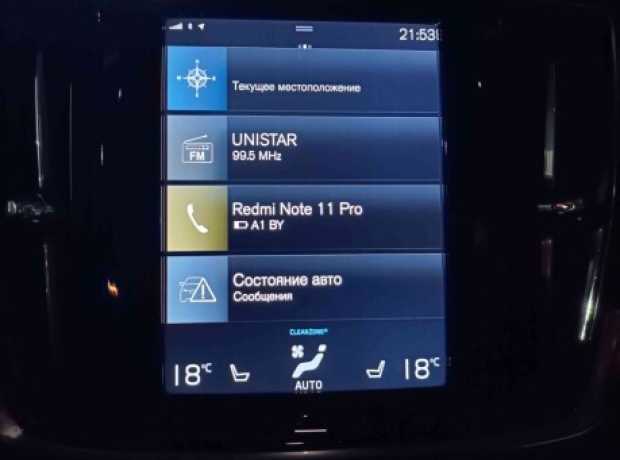 21:53
Текущее местоположение
UNISTAR
FM
99.5 MHz
Redmi Note 11 Pro
A1 BY
Состояние авто
Сообщения
CLEANZONE
18°C
AUTO
18°C